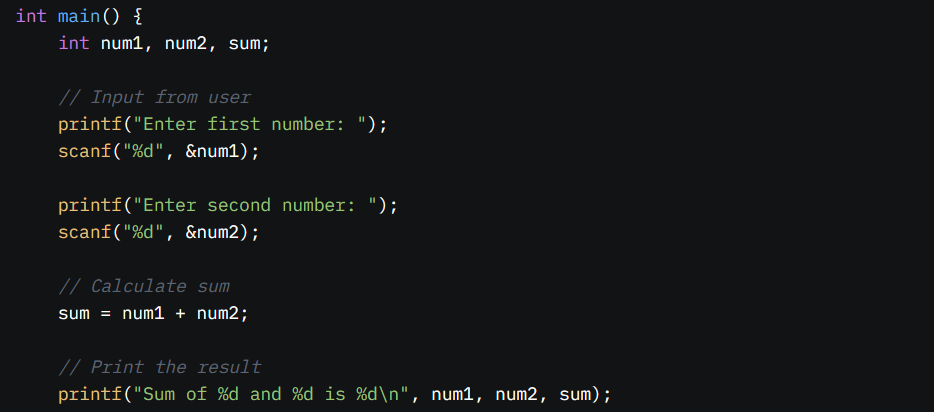 int main() {
    int num1, num2, sum;

    // Input from user
    printf("Enter first number: ");
    scanf("%d", &num1);

    printf("Enter second number: ");
    scanf("%d", &num2);

    // Calculate sum
    sum = num1 + num2;

    // Print the result
    printf("Sum of %d and %d is %d\n", num1, num2, sum);